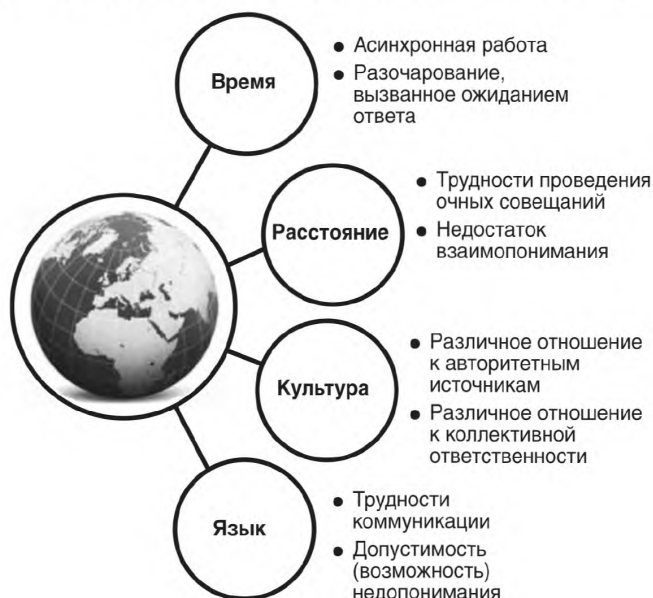 Время
• Асинхронная работа
• Разочарование,
вызванное ожиданием
ответа
Расстояние
• Трудности проведения
очных совещаний
• Недостаток
взаимопонимания
Культура
• Различное отношение
к авторитетным
источникам
• Различное отношение
к коллективной
ответственности
Язык
• Трудности
коммуникации
• Допустимость
(возможность)
недопонимания